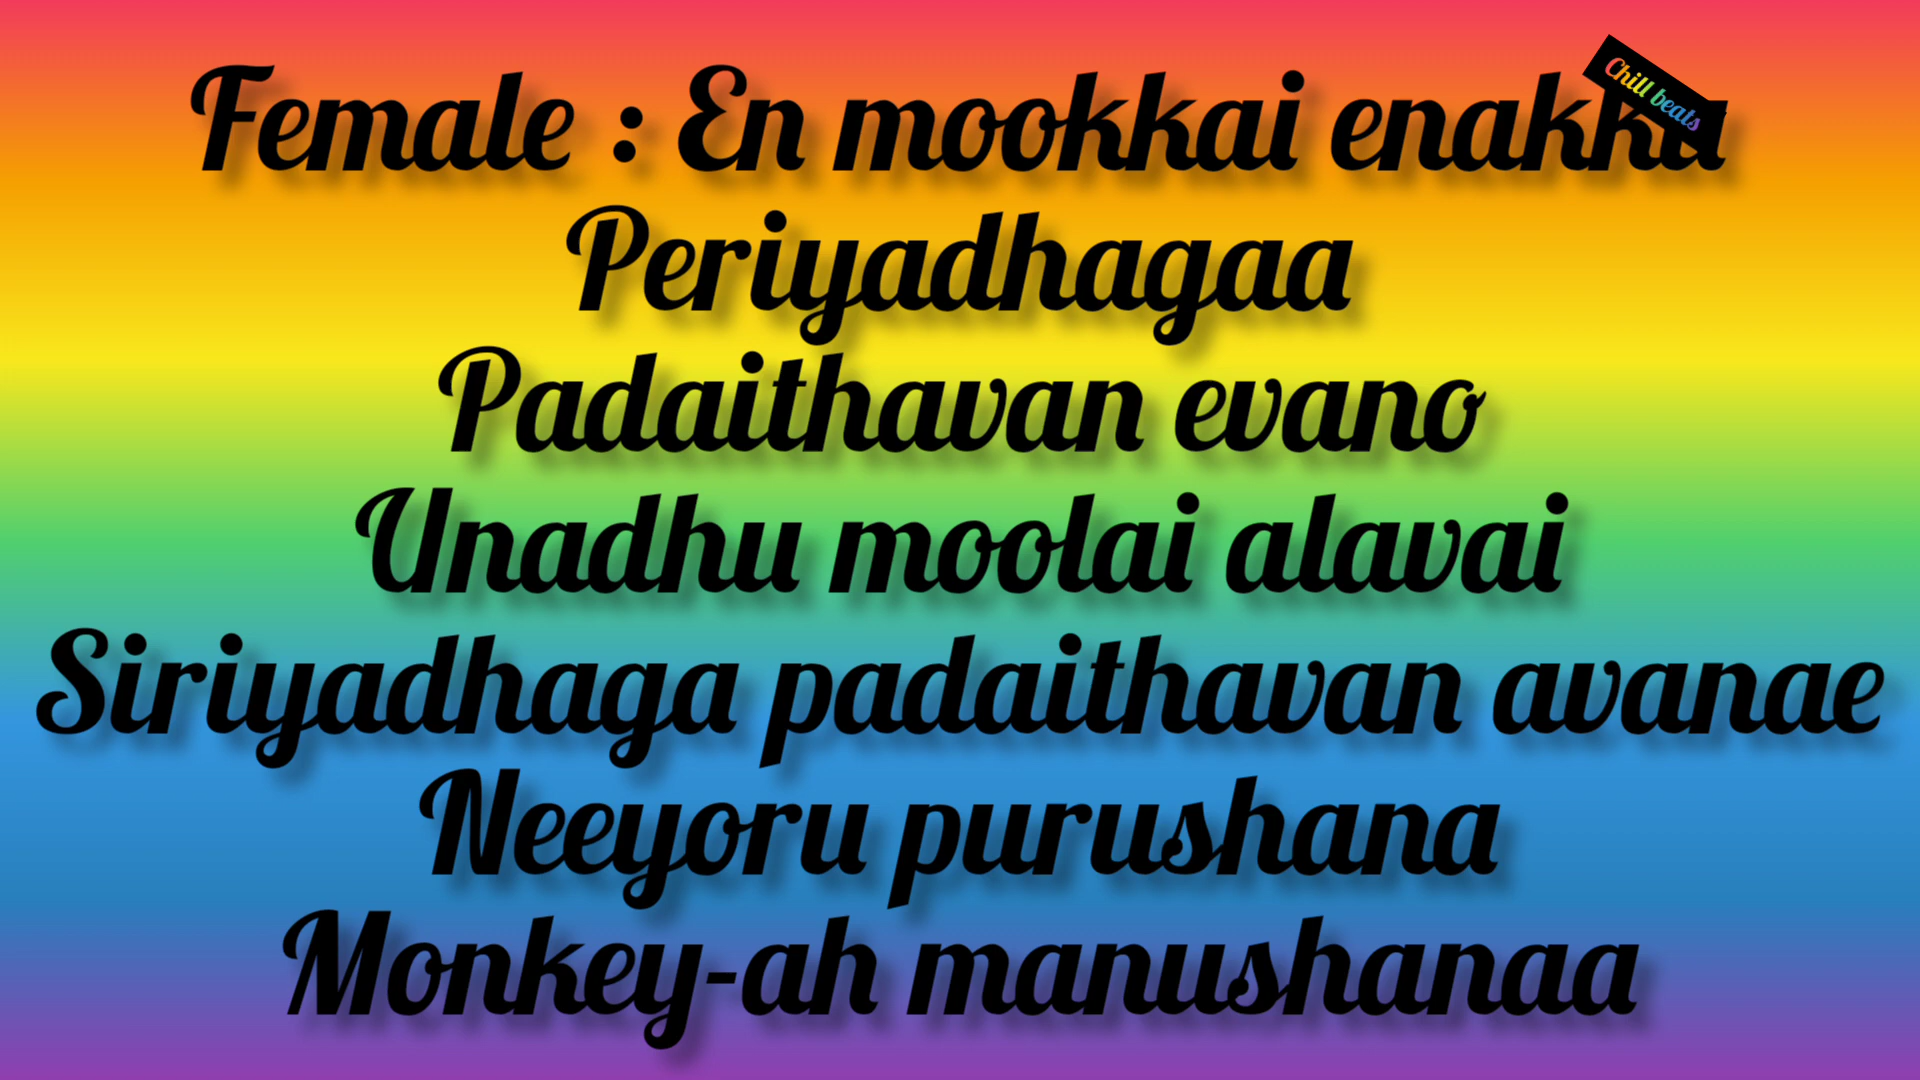 Female : En mookkai enakku
Chill beats
Periyadhagaa
Padaithavan evano
Unadhu moolai alavai
Siriyadhaga padaithavan avanae
Neeyoru purushana
Monkey-ah manushanaa